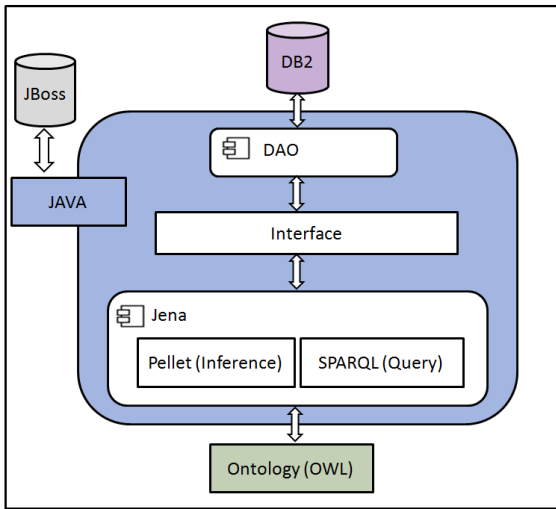 DB2
JBoss
DAO
JAVA
Interface
Jena
Pellet (Inference)
SPARQL (Query)
Ontology (OWL)